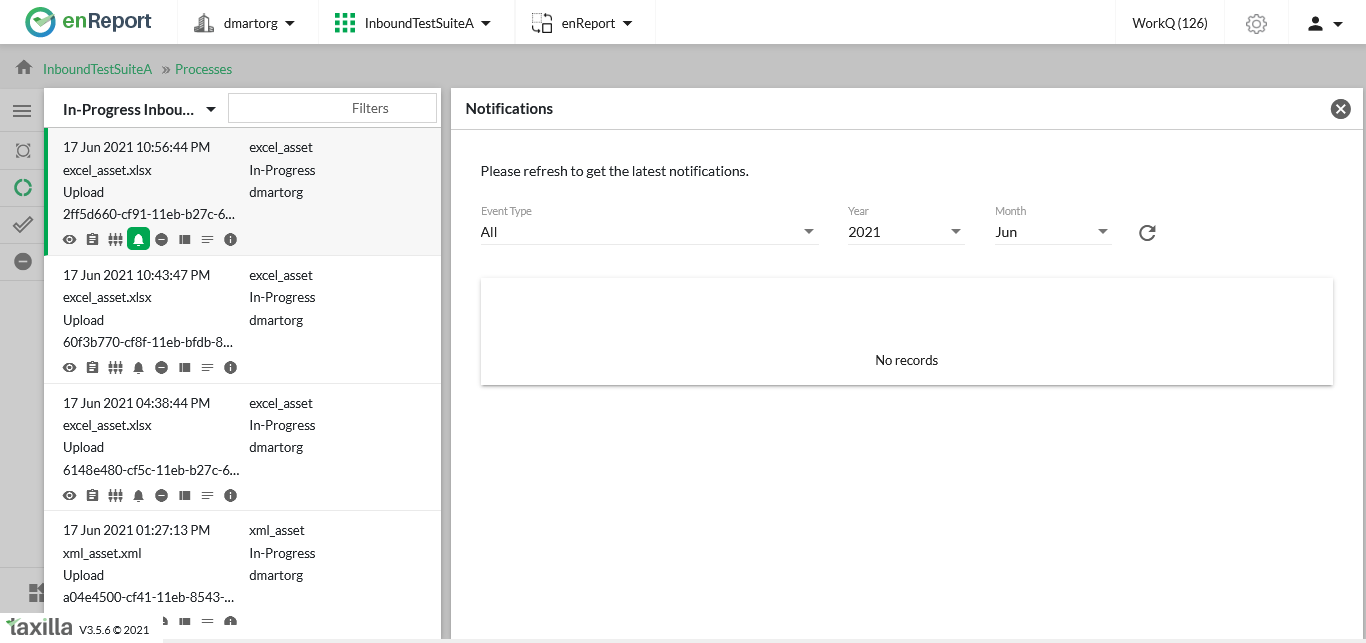 enReport
dmartorg
InboundTestSuiteA
enReport
WorkQ (126)
InboundTestSuiteA » Processes
In-Progress Inbou...
Filters
17 Jun 2021 10:56:44 PM excel_asset
excel_asset.xlsx In-Progress
Upload dmartorg
2ff5d660-cf91-11eb-b27c-6...
17 Jun 2021 10:43:47 PM excel_asset
excel_asset.xlsx In-Progress
Upload dmartorg
60f3b770-cf8f-11eb-bfdb-8...
17 Jun 2021 04:38:44 PM excel_asset
excel_asset.xlsx In-Progress
Upload dmartorg
6148e480-cf5c-11eb-b27c-6...
17 Jun 2021 01:27:13 PM xml_asset
xml_asset.xml In-Progress
Upload dmartorg
a04e4500-cf41-11eb-8543-...
taxilla V3.5.6 © 2021
Notifications
Please refresh to get the latest notifications.
Event Type Year Month
All 2021 Jun
No records